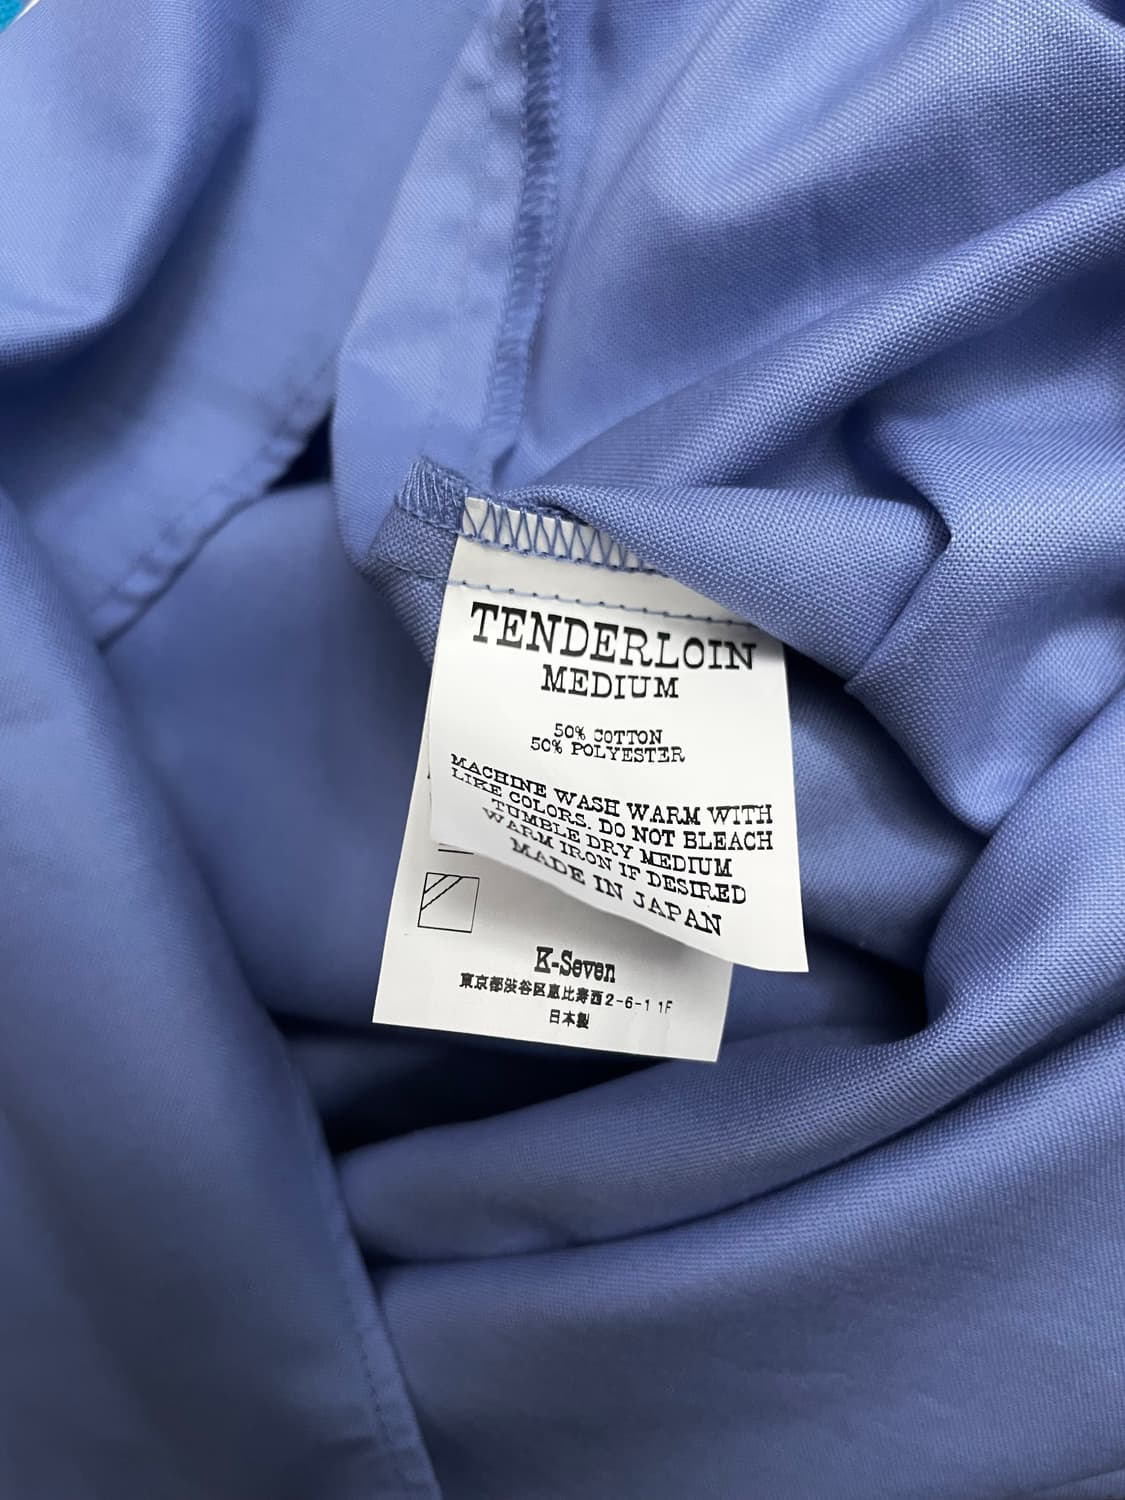 TENDERLOIN
MEDIUM
50% COTTON
50% POLYESTER
MACHINE WASH WARM WITH
LIKE COLORS. DO NOT BLEACH
TUMBLE DRY MEDIUM
WARM IRON IF DESIRED
MADE IN JAPAN
K-Seven
東京都渋谷区恵比寿西2-6-1 1F
日本製